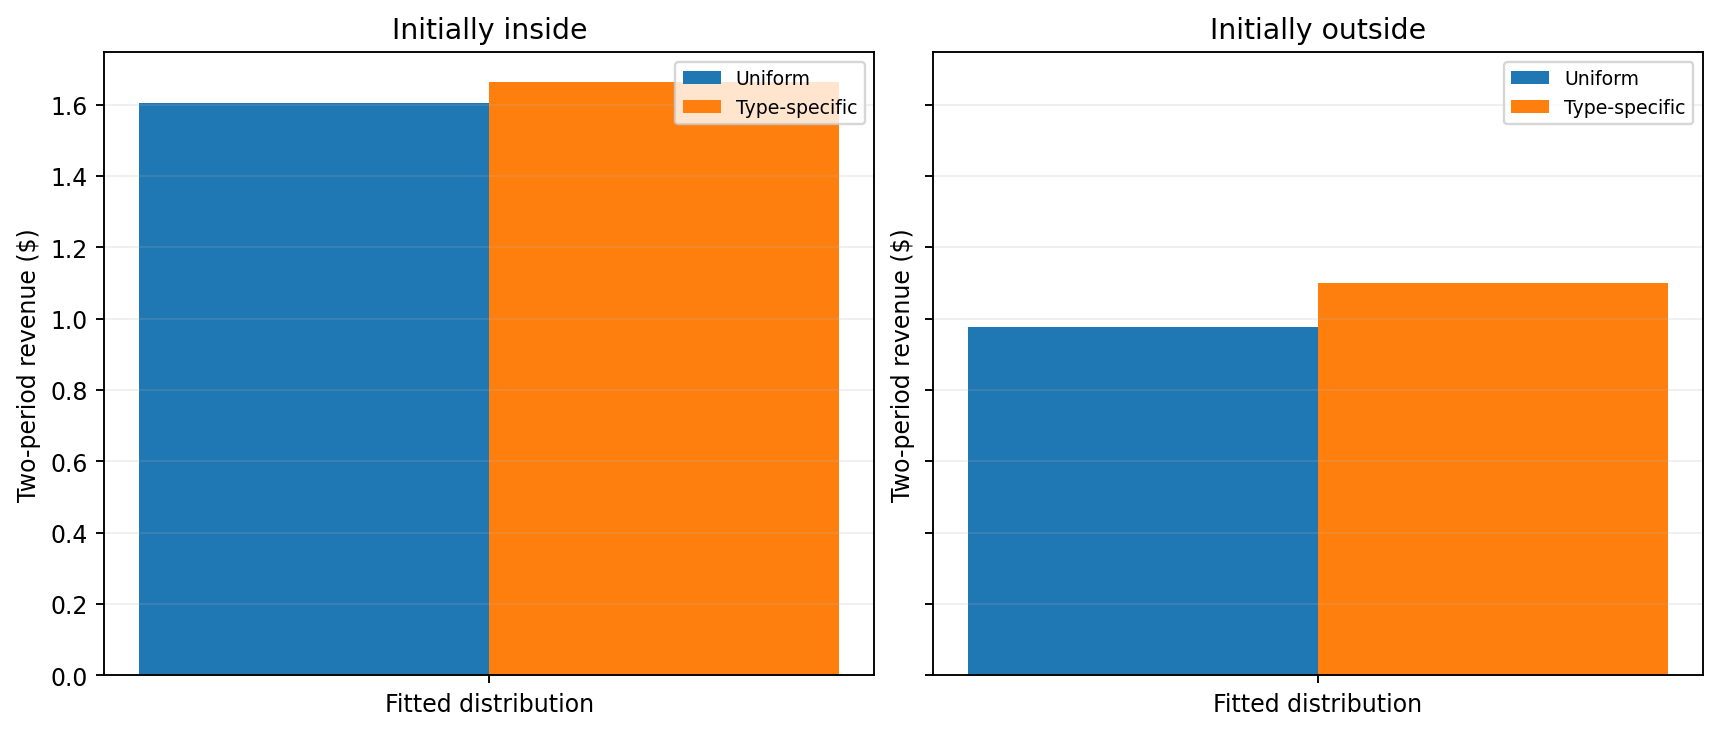 Initially inside
Uniform
Type-specific
Two-period revenue ($)
1.6
1.4
1.2
1.0
0.8
0.6
0.4
0.2
0.0
Fitted distribution
Initially outside
Uniform
Type-specific
Two-period revenue ($)
Fitted distribution